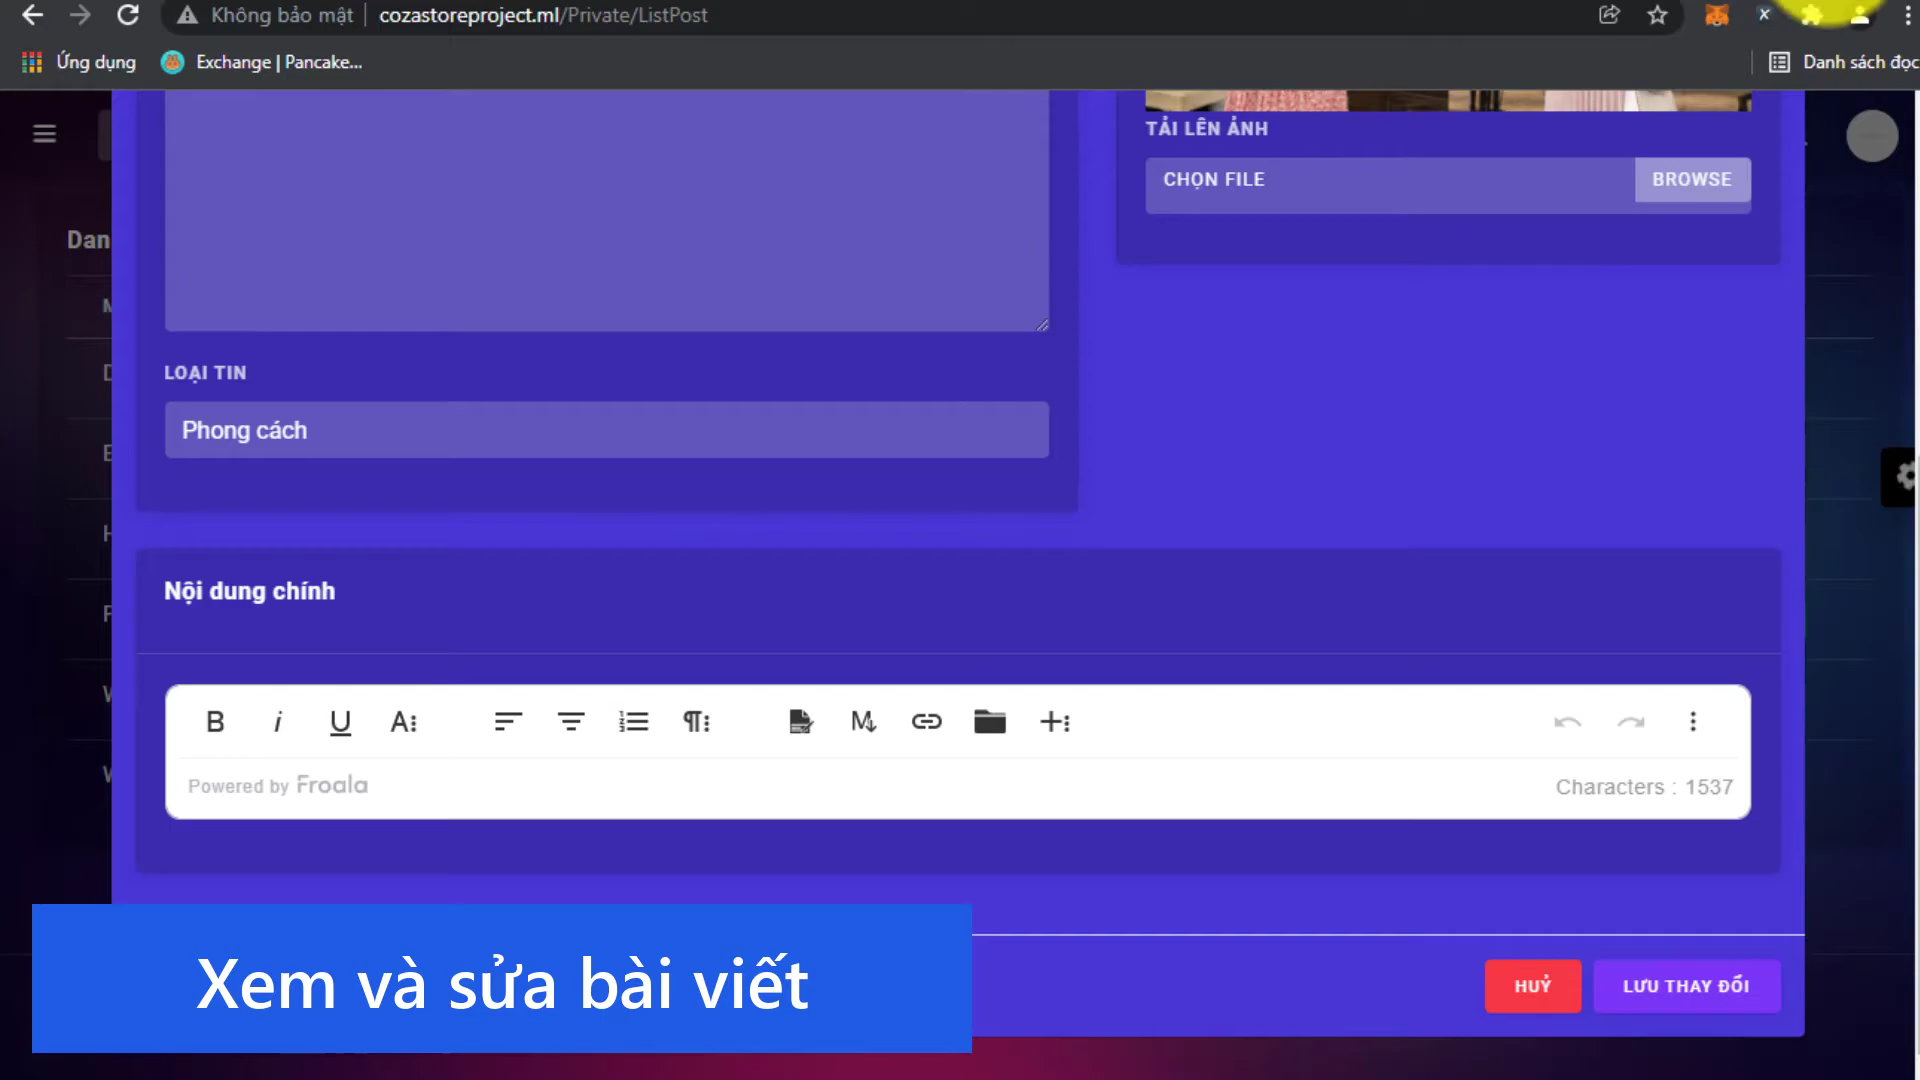 Không bảo mật | cozastoreproject.ml/Private/ListPost
Ứng dụng
Exchange | Pancake...
Danh sách đọc
TẢI LÊN ẢNH
CHỌN FILE
BROWSE
Dan
LOẠI TIN
Phong cách
Nội dung chính
Powered by Froala
Characters : 1537
Xem và sửa bài viết
HUỶ
LƯU THAY ĐỔI